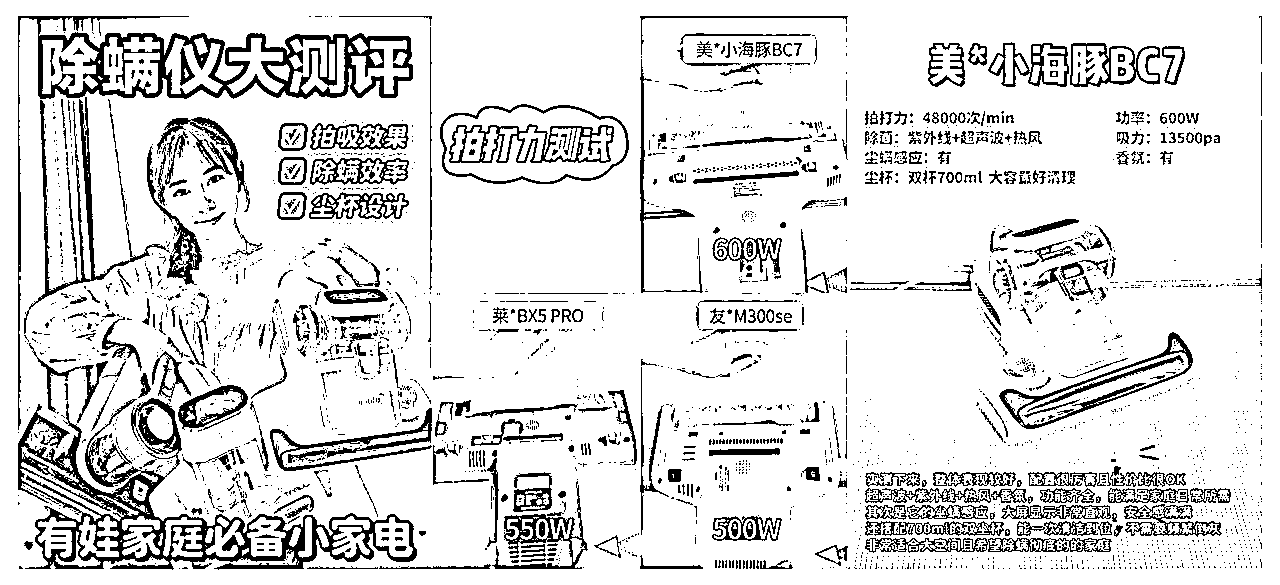 除螨仪大测评
拍吸效果
除螨效率
尘杯设计
有娃家庭必备小家电
拍打力测试
美*小海豚BC7
600W
莱*BX5 PRO
550W
友*M300se
500W
美*小海豚BC7
拍打力：48000次/min
功率：600W
除菌：紫外线+超声波+热风
吸力：13500pa
尘螨感应：有
香氛：有
尘杯：双杯700ml 大容量好清理
实测下来，整体表现较好，配置很厉害且性价比很OK
超声波+紫外线+热风+香氛，功能齐全，能满足家庭日常所需
其次是它的尘螨感应，大屏显示非常直观，安全感满满
还搭配700ml的双尘杯，能一次清洁到位，不需要频繁倒灰
非常适合大空间且希望除螨彻底的的家庭